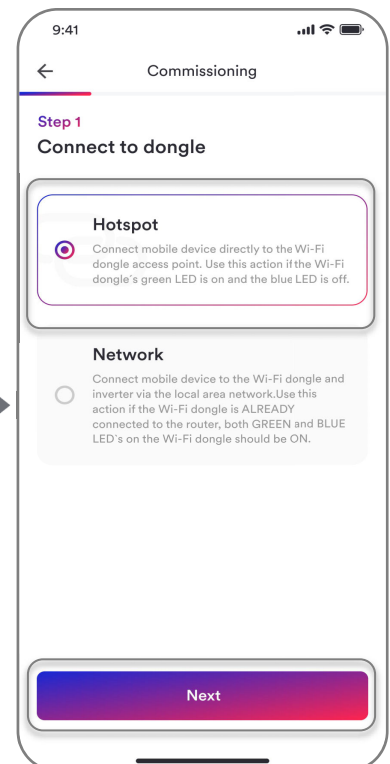 9:41
Commissioning
Step 1
Connect to dongle
Hotspot
Connect mobile device directly to the Wi-Fi
dongle access point. Use this action if the Wi-Fi
dongle's green LED is on and the blue LED is off.
Network
Connect mobile device to the Wi-Fi dongle and
inverter via the local area network.Use this
action if the Wi-Fi dongle is ALREADY
connected to the router, both GREEN and BLUE
LED`s on the Wi-Fi dongle should be ON.
Next